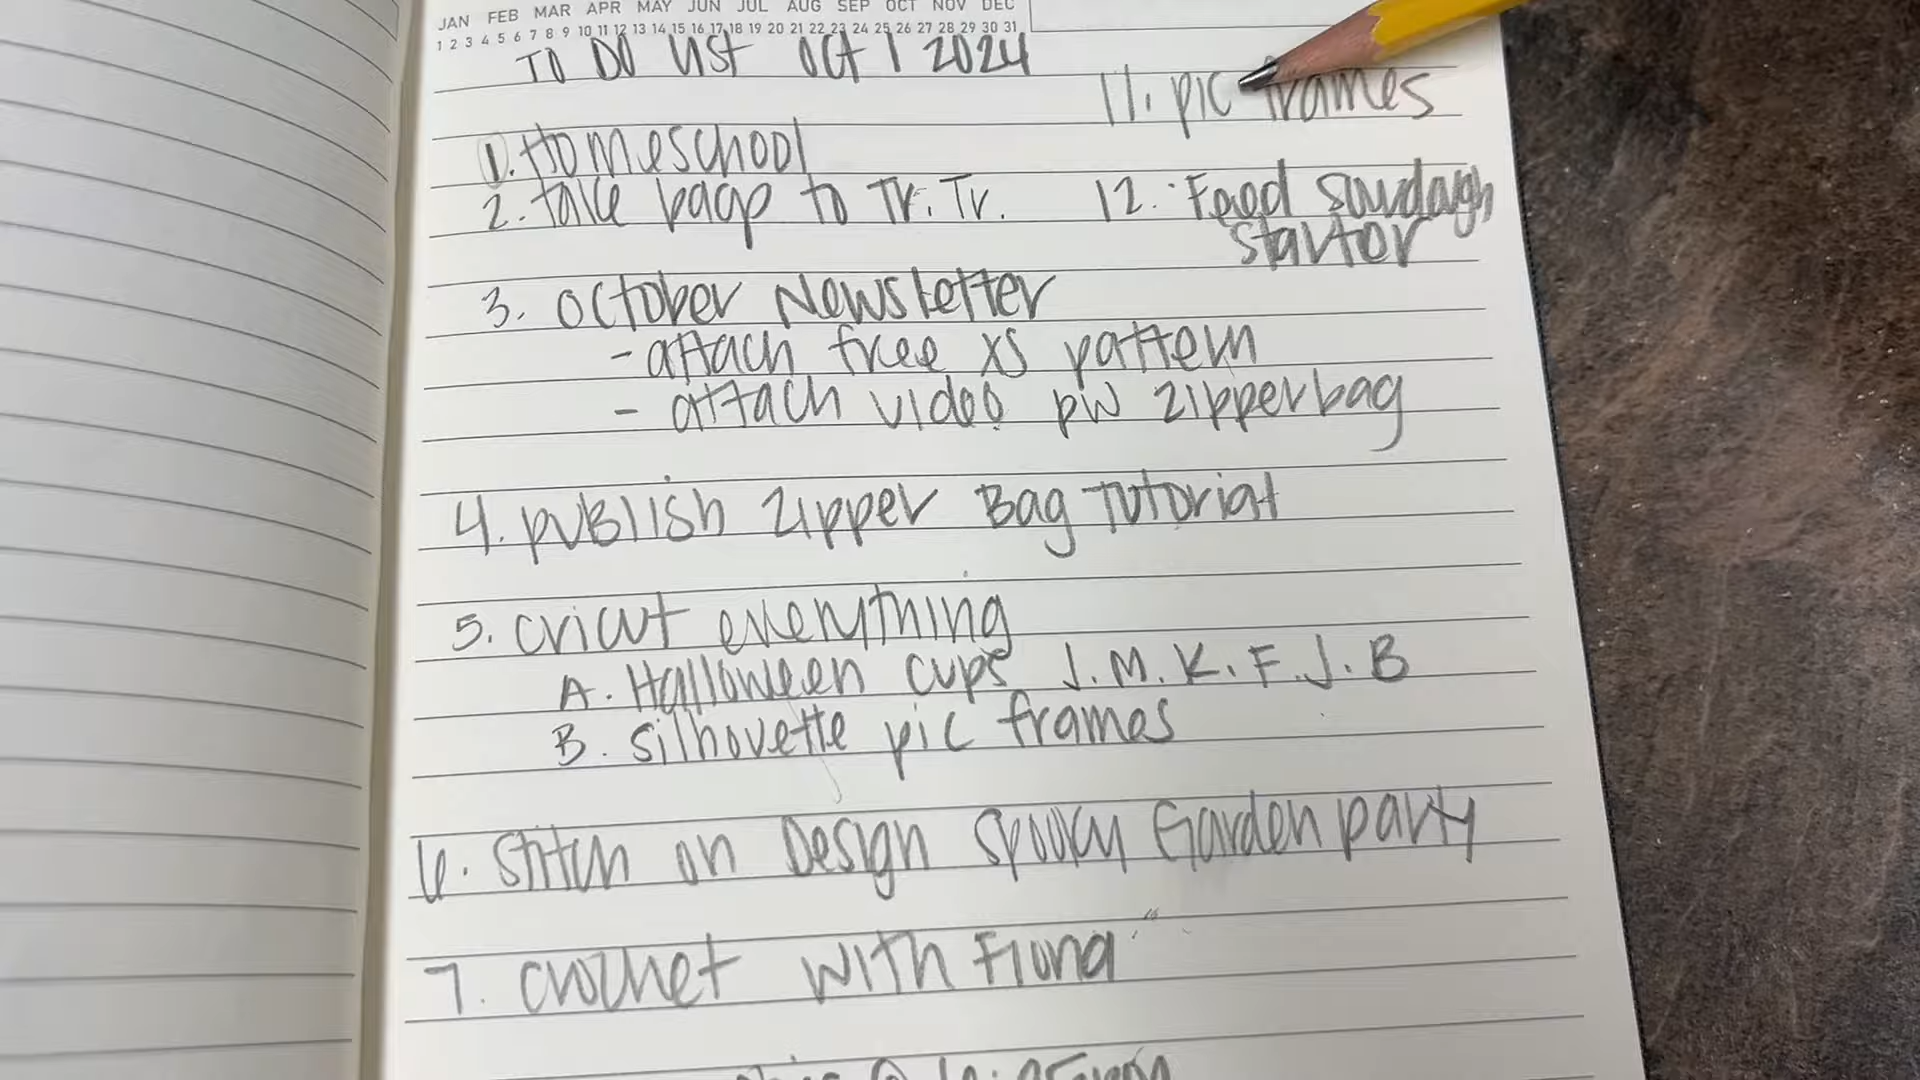 JAN FEB MAR APR MAY JUN JUL AUG SEP OCT NOV DEC
1 2 3 4 5 6 7 8 9 10 11 12 13 14 15 16 17 18 19 20 21 22 23 24 25 26 27 28 29 30 31
TO DO LIST OCT 1 2024
1. Homeschool
2. take bags to Tr. Tr.
3. October Newsletter
- attach free XS pattern
- attach video pw zipperbag
4. publish zipper Bag Tutorial
5. cricut everything
A. Halloween cups J. M. K. F. J. B
B. silhouette pic frames
6. Stitch on Design Spooky Garden party
7. crochet with Fiona
11. pic frames
12. Feed Sourdough
starter